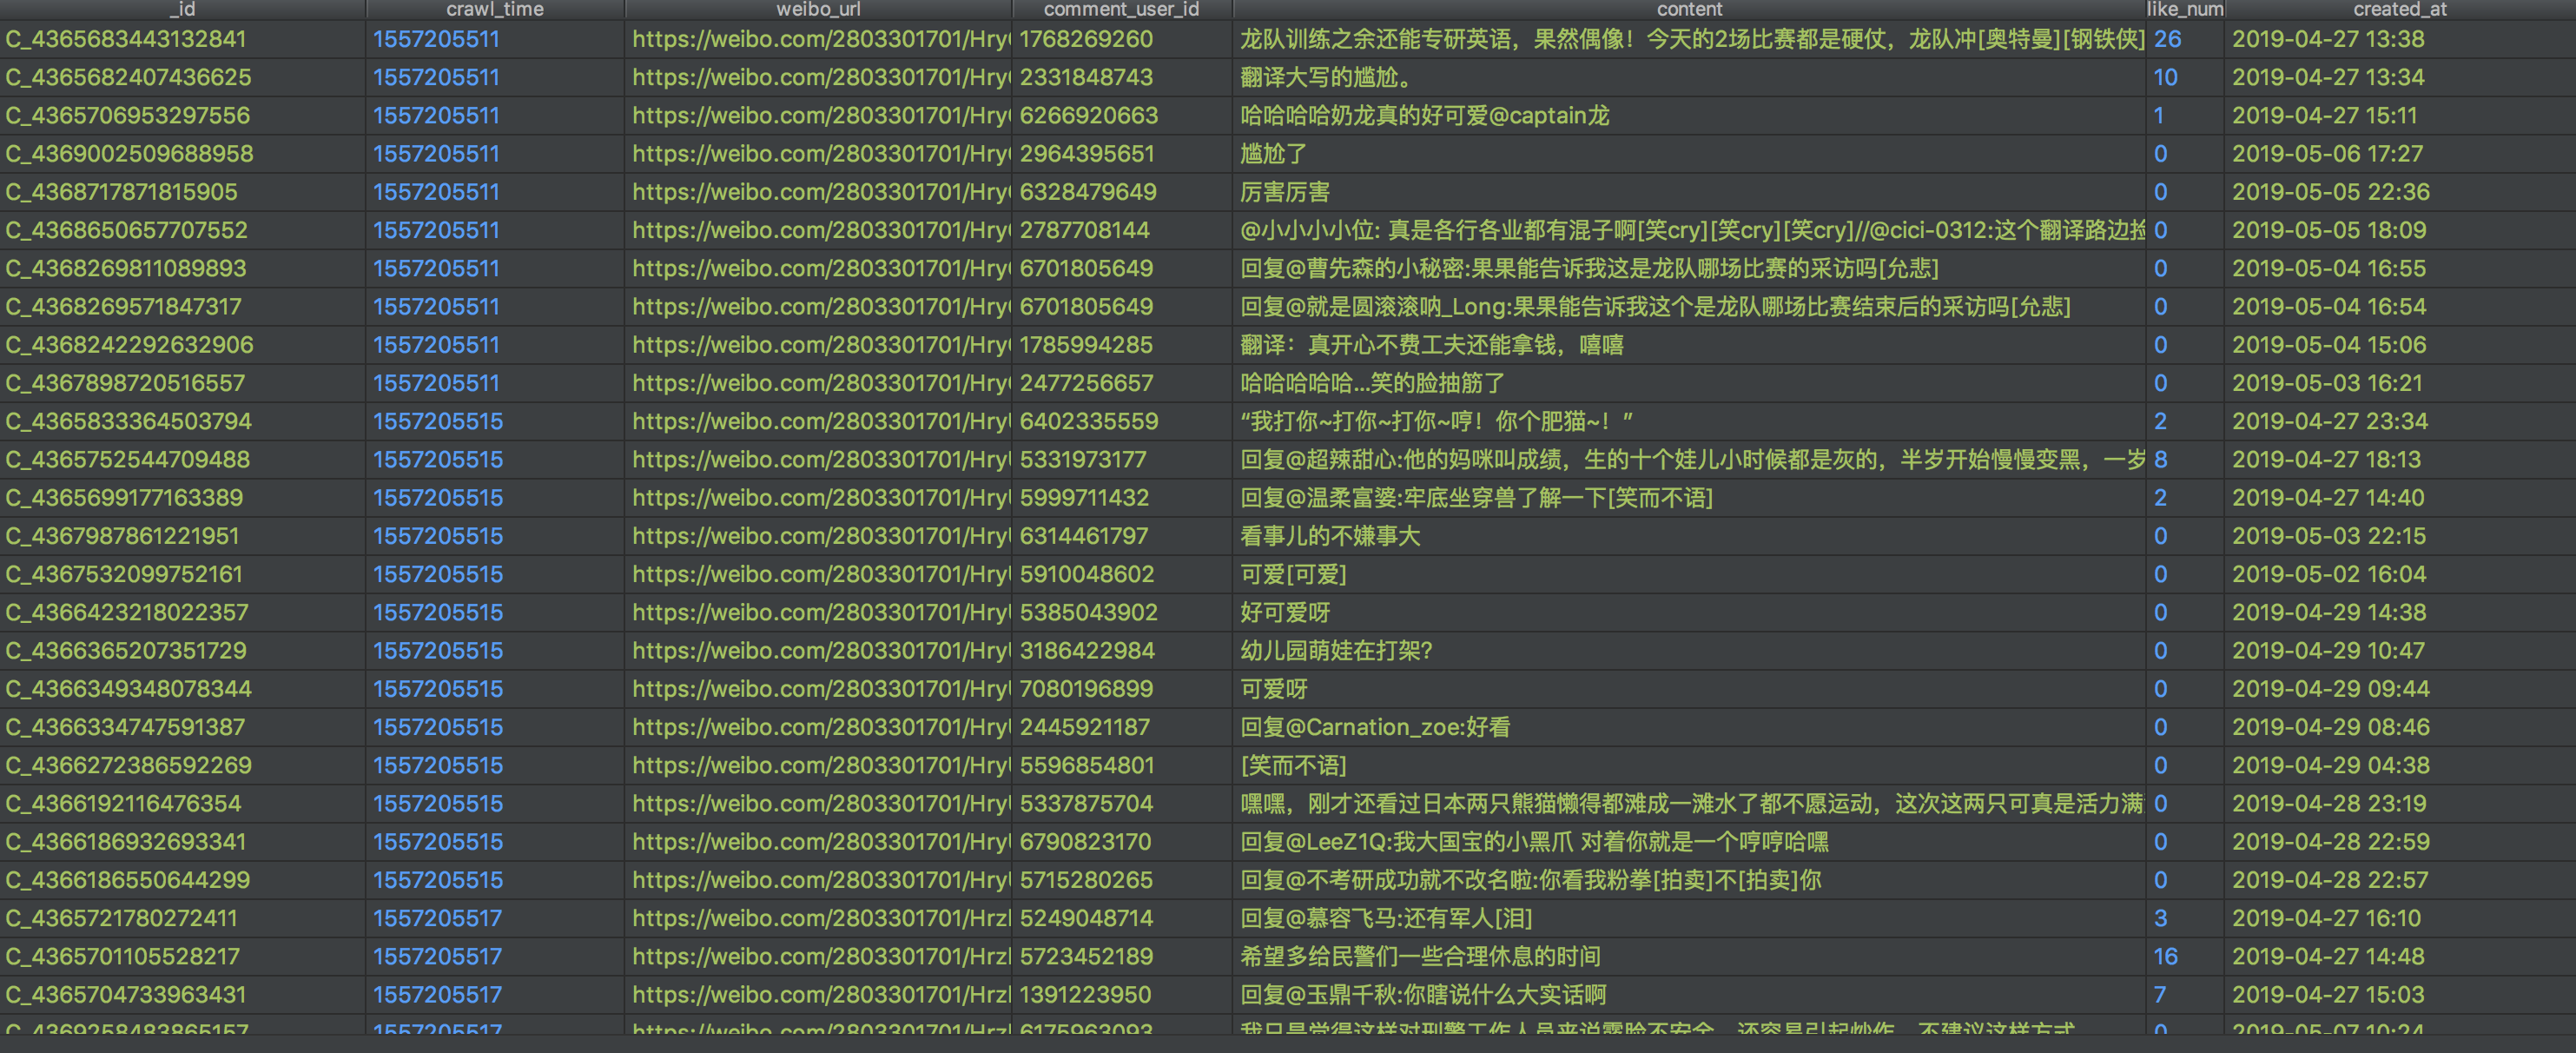 _id crawl_time weibo_url comment_user_id content like_num created_at
C_4365683443132841 1557205511 https://weibo.com/2803301701/Hry 1768269260 龙队训练之余还能专研英语，果然偶像！今天的2场比赛都是硬仗，龙队冲[奥特曼][钢铁侠] 26 2019-04-27 13:38
C_4365682407436625 1557205511 https://weibo.com/2803301701/Hry 2331848743 翻译大写的尴尬。 10 2019-04-27 13:34
C_4365706953297556 1557205511 https://weibo.com/2803301701/Hry 6266920663 哈哈哈哈奶龙真的好可爱@captain龙 1 2019-04-27 15:11
C_4369002509688958 1557205511 https://weibo.com/2803301701/Hry 2964395651 尴尬了 0 2019-05-06 17:27
C_4368717871815905 1557205511 https://weibo.com/2803301701/Hry 6328479649 厉害厉害 0 2019-05-05 22:36
C_4368650657707552 1557205511 https://weibo.com/2803301701/Hry 2787708144 @小小小小位: 真是各行各业都有混子啊[笑cry][笑cry][笑cry]//@cici-0312:这个翻译路边捡 0 2019-05-05 18:09
C_4368269811089893 1557205511 https://weibo.com/2803301701/Hry 6701805649 回复@曹先森的小秘密:果果能告诉我这是龙队哪场比赛的采访吗[允悲] 0 2019-05-04 16:55
C_4368269571847317 1557205511 https://weibo.com/2803301701/Hry 6701805649 回复@就是圆滚滚呐_Long:果果能告诉我这个是龙队哪场比赛结束后的采访吗[允悲] 0 2019-05-04 16:54
C_4368242292632906 1557205511 https://weibo.com/2803301701/Hry 1785994285 翻译：真开心不费工夫还能拿钱，嘻嘻 0 2019-05-04 15:06
C_4367898720516557 1557205511 https://weibo.com/2803301701/Hry 2477256657 哈哈哈哈哈...笑的脸抽筋了 0 2019-05-03 16:21
C_4365833364503794 1557205515 https://weibo.com/2803301701/Hry 6402335559 “我打你~打你~打你~哼！你个肥猫~！” 2 2019-04-27 23:34
C_4365752544709488 1557205515 https://weibo.com/2803301701/Hry 5331973177 回复@超辣甜心:他的妈咪叫成绩，生的十个娃儿小时候都是灰的，半岁开始慢慢变黑，一岁 8 2019-04-27 18:13
C_4365699177163389 1557205515 https://weibo.com/2803301701/Hry 5999711432 回复@温柔富婆:牢底坐穿兽了解一下[笑而不语] 2 2019-04-27 14:40
C_4367987861221951 1557205515 https://weibo.com/2803301701/Hry 6314461797 看事儿的不嫌事大 0 2019-05-03 22:15
C_4367532099752161 1557205515 https://weibo.com/2803301701/Hry 5910048602 可爱[可爱] 0 2019-05-02 16:04
C_4366423218022357 1557205515 https://weibo.com/2803301701/Hry 5385043902 好可爱呀 0 2019-04-29 14:38
C_4366365207351729 1557205515 https://weibo.com/2803301701/Hry 3186422984 幼儿园萌娃在打架? 0 2019-04-29 10:47
C_4366349348078344 1557205515 https://weibo.com/2803301701/Hry 7080196899 可爱呀 0 2019-04-29 09:44
C_4366334747591387 1557205515 https://weibo.com/2803301701/Hry 2445921187 回复@Carnation_zoe:好看 0 2019-04-29 08:46
C_4366272386592269 1557205515 https://weibo.com/2803301701/Hry 5596854801 [笑而不语] 0 2019-04-29 04:38
C_4366192116476354 1557205515 https://weibo.com/2803301701/Hry 5337875704 嘿嘿，刚才还看过日本两只熊猫懒得都滩成一滩水了都不愿运动，这次这两只可真是活力满 0 2019-04-28 23:19
C_4366186932693341 1557205515 https://weibo.com/2803301701/Hry 6790823170 回复@LeeZ1Q:我大国宝的小黑爪 对着你就是一个哼哼哈嘿 0 2019-04-28 22:59
C_4366186550644299 1557205515 https://weibo.com/2803301701/Hry 5715280265 回复@不考研成功就不改名啦:你看我粉拳[拍卖]不[拍卖]你 0 2019-04-28 22:57
C_4365721780272411 1557205517 https://weibo.com/2803301701/Hrz 5249048714 回复@慕容飞马:还有军人[泪] 3 2019-04-27 16:10
C_4365701105528217 1557205517 https://weibo.com/2803301701/Hrz 5723452189 希望多给民警们一些合理休息的时间 16 2019-04-27 14:48
C_4365704733963431 1557205517 https://weibo.com/2803301701/Hrz 1391223950 回复@玉鼎千秋:你瞎说什么大实话啊 7 2019-04-27 15:03
C_4369258483865157 1557205517 https://weibo.com/2803301701/Hrz 6175963093 我只是觉得这样对刑警工作人员来说露脸不安全，还容易引起炒作，不建议这样方式 0 2019-05-07 10:24